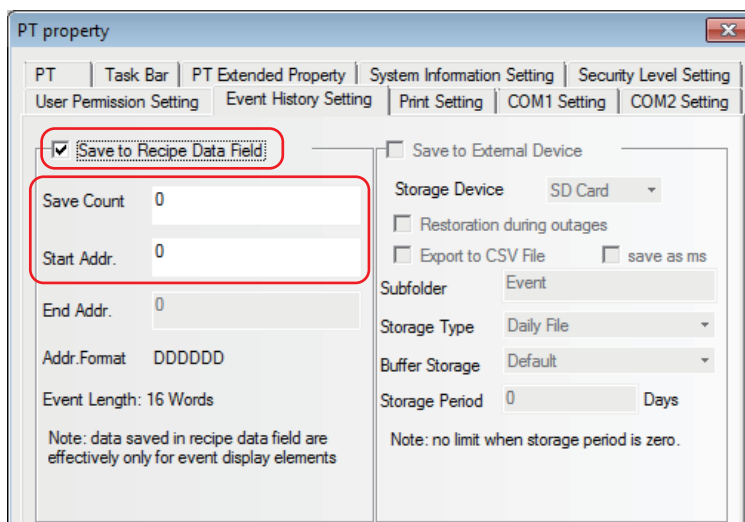 PT property
PT
Task Bar
PT Extended Property
System Information Setting
Security Level Setting
User Permission Setting
Event History Setting
Print Setting
COM1 Setting
COM2 Setting
Save to Recipe Data Field
Save Count 0
Start Addr. 0
End Addr. 0
Addr.Format DDDDDD
Event Length: 16 Words
Note: data saved in recipe data field are
effectively only for event display elements
Save to External Device
Storage Device SD Card
Restoration during outages
Export to CSV File save as ms
Subfolder Event
Storage Type Daily File
Buffer Storage Default
Storage Period 0 Days
Note: no limit when storage period is zero.